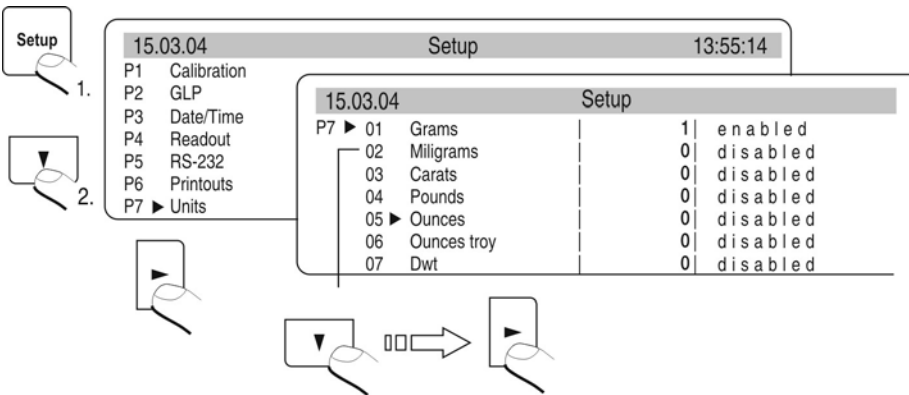 Setup
1.
2.
15.03.04 Setup 13:55:14
P1 Calibration
P2 GLP
P3 Date/Time
P4 Readout
P5 RS-232
P6 Printouts
P7 ► Units
15.03.04 Setup
P7 ► 01 Grams | 1| enabled
02 Miligrams | 0| disabled
03 Carats | 0| disabled
04 Pounds | 0| disabled
05 ► Ounces | 0| disabled
06 Ounces troy | 0| disabled
07 Dwt | 0| disabled